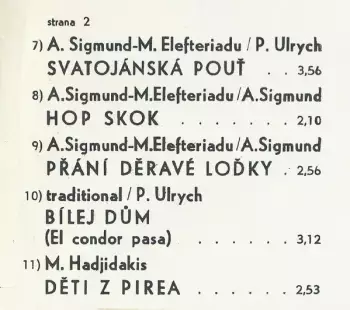 strana 2
7) A. Sigmund-M. Elefteriadu / P. Ulrych
SVATOJÁNSKÁ POUŤ . . 3,56
8) A.Sigmund-M.Elefteriadu/A.Sigmund
HOP SKOK . . . . . . . 2,10
9) A.Sigmund-M.Elefteriadu/A.Sigmund
PŘÁNÍ DĚRAVÉ LOĎKY . 2,56
10) traditional / P. Ulrych
BÍLEJ DŮM
(El condor pasa) . . . . . . 3,12
11) M. Hadjidakis
DĚTI Z PIREA . . . . . . 2,53